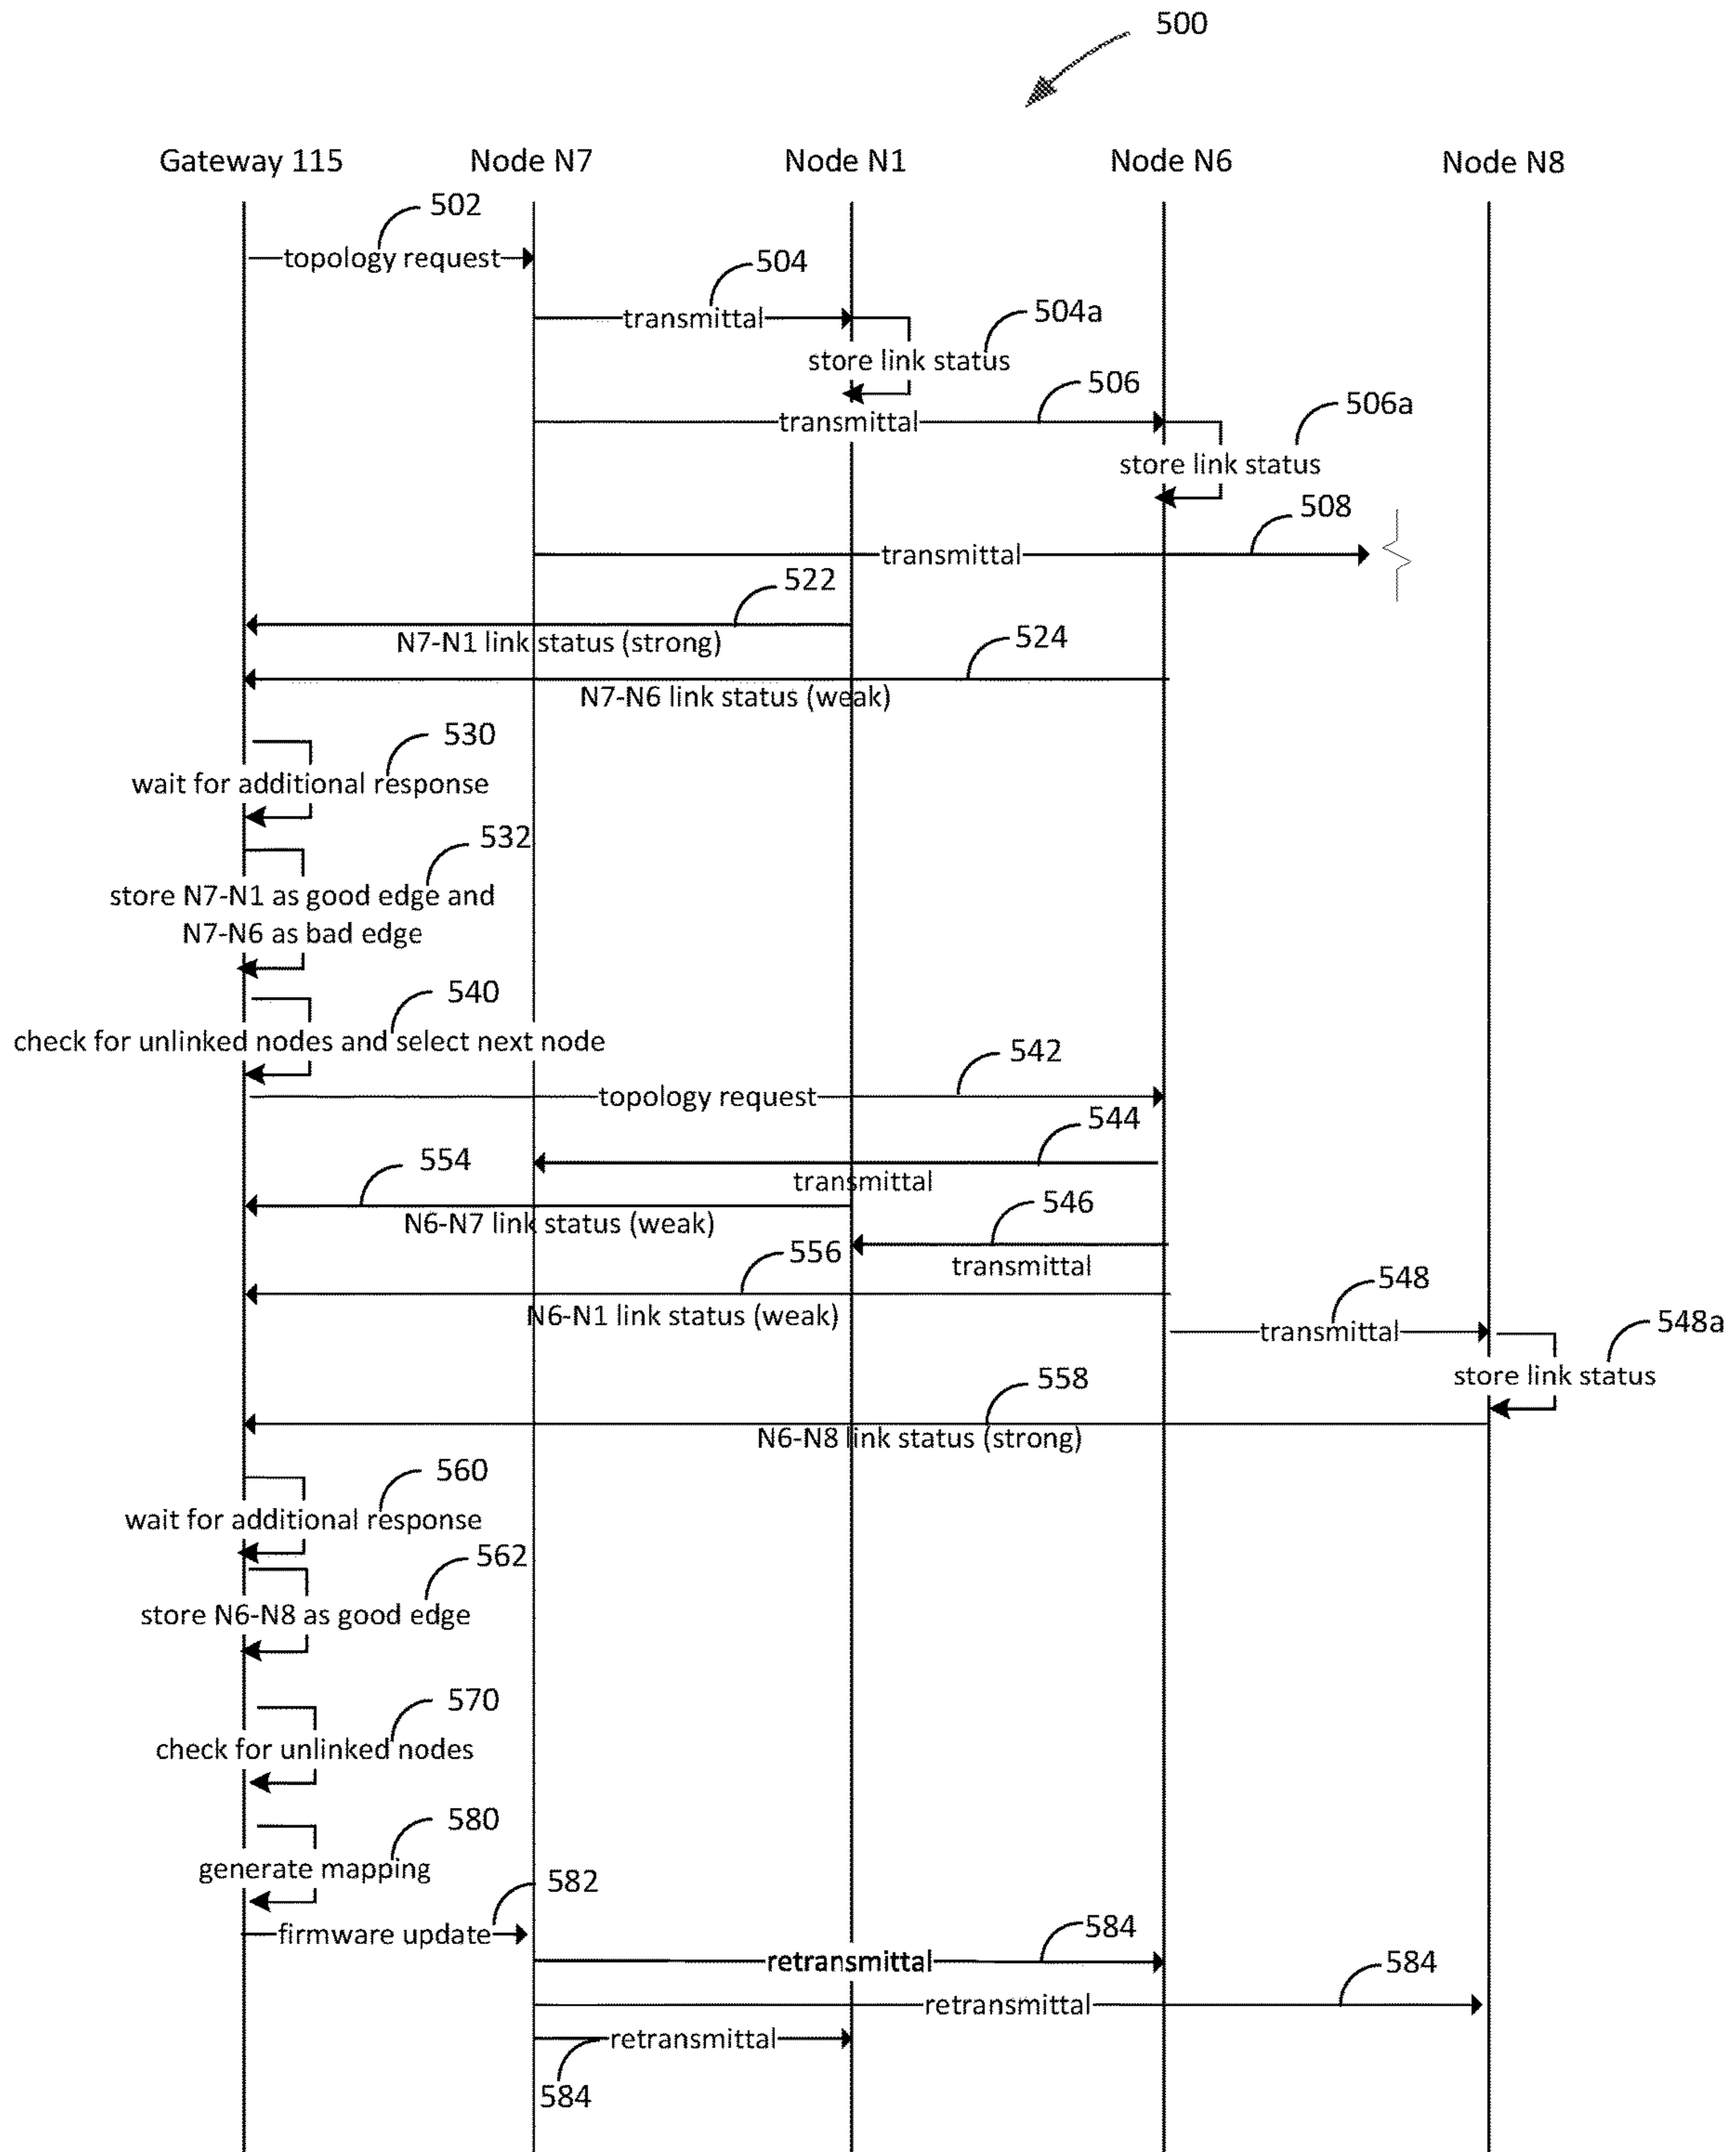 500
Gateway 115
Node N7
Node N1
Node N6
Node N8
502
topology request
504
transmittal
504a
store link status
506
transmittal
506a
store link status
508
transmittal
522
N7-N1 link status (strong)
524
N7-N6 link status (weak)
530
wait for additional response
532
store N7-N1 as good edge and
N7-N6 as bad edge
540
check for unlinked nodes and select next node
542
topology request
544
transmittal
554
N6-N7 link status (weak)
546
transmittal
556
N6-N1 link status (weak)
548
transmittal
548a
store link status
558
N6-N8 link status (strong)
560
wait for additional response
562
store N6-N8 as good edge
570
check for unlinked nodes
580
generate mapping
582
firmware update
584
retransmittal
584
retransmittal
retransmittal
584